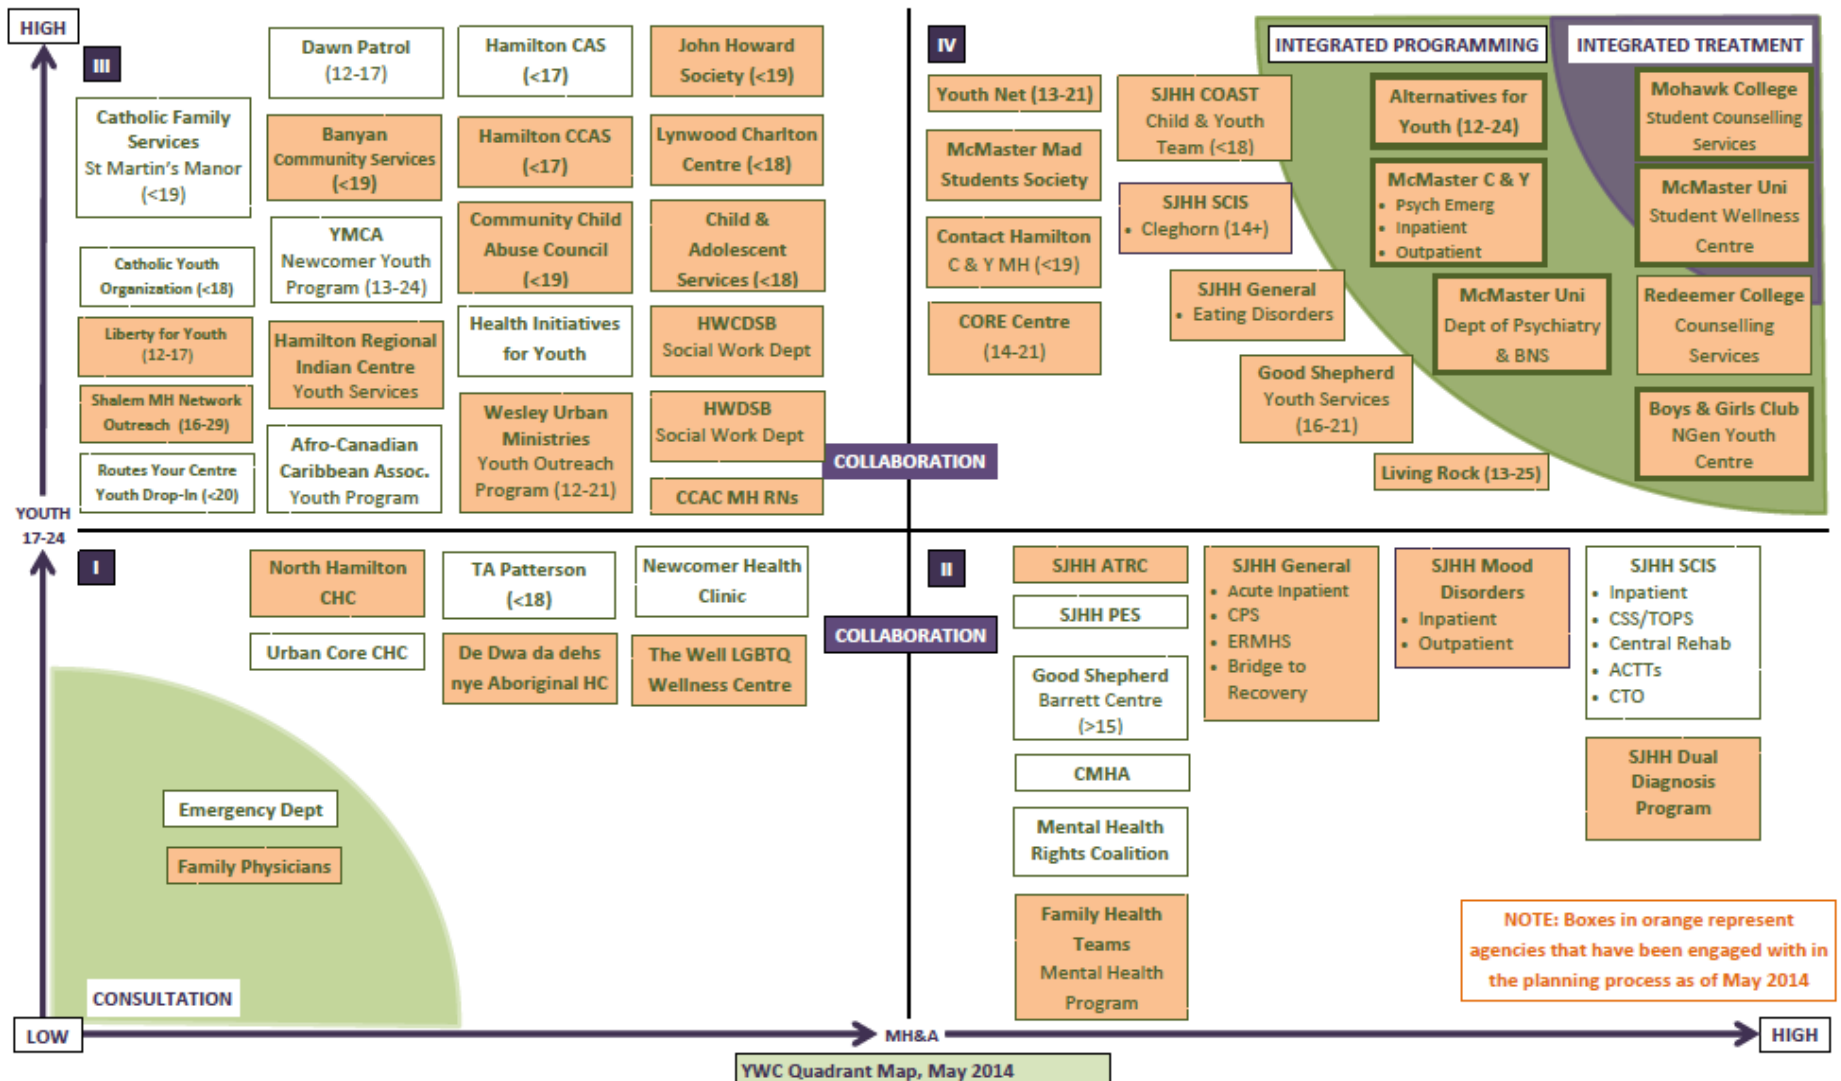 HIGH
III
Dawn Patrol
(12-17)
Hamilton CAS
(<17)
John Howard
Society (<19)
Catholic Family
Services
St Martin's Manor
(<19)
Banyan
Community Services
(<19)
Hamilton CCAS
(<17)
Lynwood Charlton
Centre (<18)
YMCA
Newcomer Youth
Program (13-24)
Community Child
Abuse Council
(<19)
Child &
Adolescent
Services (<18)
Catholic Youth
Organization (<18)
Liberty for Youth
(12-17)
Hamilton Regional
Indian Centre
Youth Services
Health Initiatives
for Youth
HWCDSB
Social Work Dept
Shalem MH Network
Outreach (16-29)
Afro-Canadian
Caribbean Assoc.
Youth Program
Wesley Urban
Ministries
Youth Outreach
Program (12-21)
HWDSB
Social Work Dept
Routes Your Centre
Youth Drop-In (<20)
CCAC MH RNs
COLLABORATION
IV
INTEGRATED PROGRAMMING
INTEGRATED TREATMENT
Youth Net (13-21)
SJHH COAST
Child & Youth
Team (<18)
Alternatives for
Youth (12-24)
Mohawk College
Student Counselling
Services
McMaster Mad
Students Society
SJHH SCIS
• Cleghorn (14+)
McMaster C & Y
• Psych Emerg
• Inpatient
• Outpatient
McMaster Uni
Student Wellness
Centre
Contact Hamilton
C & Y MH (<19)
SJHH General
• Eating Disorders
McMaster Uni
Dept of Psychiatry
& BNS
Redeemer College
Counselling
Services
CORE Centre
(14-21)
Good Shepherd
Youth Services
(16-21)
Boys & Girls Club
NGen Youth
Centre
Living Rock (13-25)
YOUTH
17-24
I
North Hamilton
CHC
TA Patterson
(<18)
Newcomer Health
Clinic
Urban Core CHC
De Dwa da dehs
nye Aboriginal HC
The Well LGBTQ
Wellness Centre
COLLABORATION
Emergency Dept
Family Physicians
CONSULTATION
II
SJHH ATRC
SJHH PES
Good Shepherd
Barrett Centre
(>15)
CMHA
Mental Health
Rights Coalition
Family Health
Teams
Mental Health
Program
SJHH General
• Acute Inpatient
• CPS
• ERMHS
• Bridge to
Recovery
SJHH Mood
Disorders
• Inpatient
• Outpatient
SJHH SCIS
• Inpatient
• CSS/TOPS
• Central Rehab
• ACTTs
• CTO
SJHH Dual
Diagnosis
Program
NOTE: Boxes in orange represent
agencies that have been engaged with in
the planning process as of May 2014
LOW
MH&A
HIGH
YWC Quadrant Map, May 2014